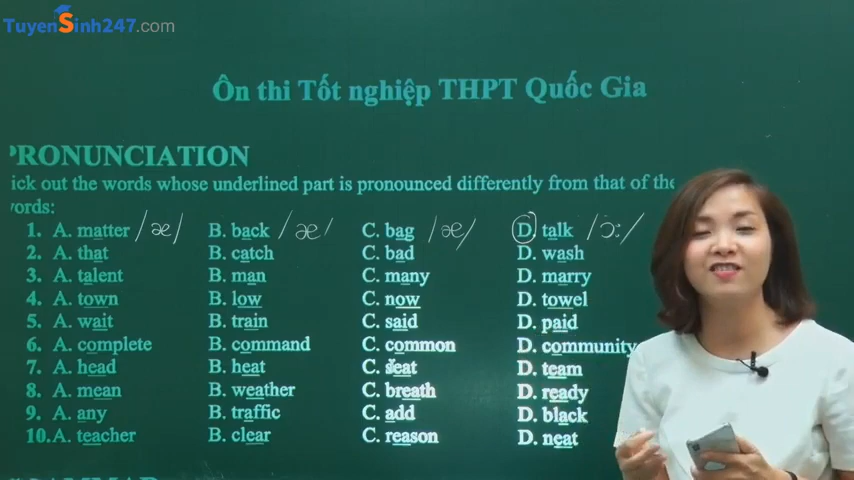 TuyenSinh247.com
Ôn thi Tốt nghiệp THPT Quốc Gia
PRONUNCIATION
ick out the words whose underlined part is pronounced differently from that of the
words:
1. A. matter /æ/ B. back /æ/ C. bag /æ/ D. talk /ɔ:/
2. A. that B. catch C. bad D. wash
3. A. talent B. man C. many D. marry
4. A. town B. low C. now D. towel
5. A. wait B. train C. said D. paid
6. A. complete B. command C. common D. community
7. A. head B. heat C. seat D. team
8. A. mean B. weather C. breath D. ready
9. A. any B. traffic C. add D. black
10.A. teacher B. clear C. reason D. neat